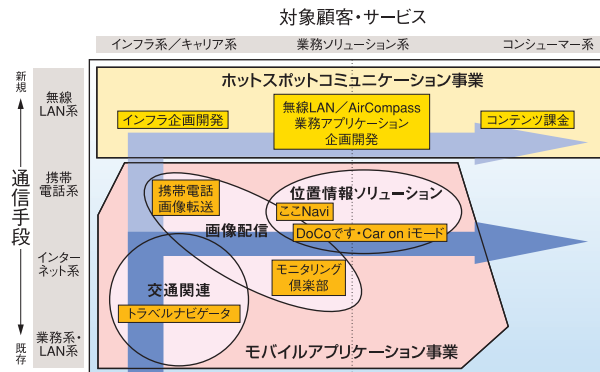 対象顧客・サービス
インフラ系／キャリア系
業務ソリューション系
コンシューマー系
新規
通信手段
既存
無線
LAN系
携帯
電話系
インター
ネット系
業務系・
LAN系
ホットスポットコミュニケーション事業
インフラ企画開発
無線LAN／AirCompass
業務アプリケーション
企画開発
コンテンツ課金
携帯電話
画像転送
位置情報ソリューション
ここNavi
画像配信
DoCoです・Car on iモード
モニタリング
倶楽部
交通関連
トラベルナビゲータ
モバイルアプリケーション事業